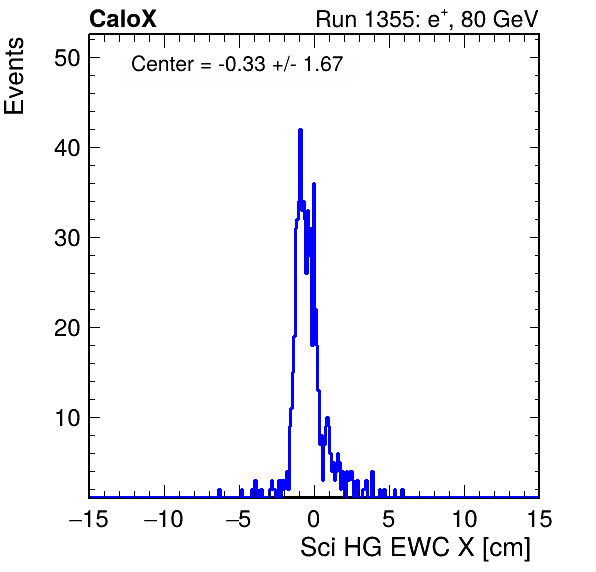 CaloX Run 1355: e⁺, 80 GeV
Center = -0.33 +/- 1.67
Events
50
40
30
20
10
−15 −10 −5 0 5 10 15
Sci HG EWC X [cm]